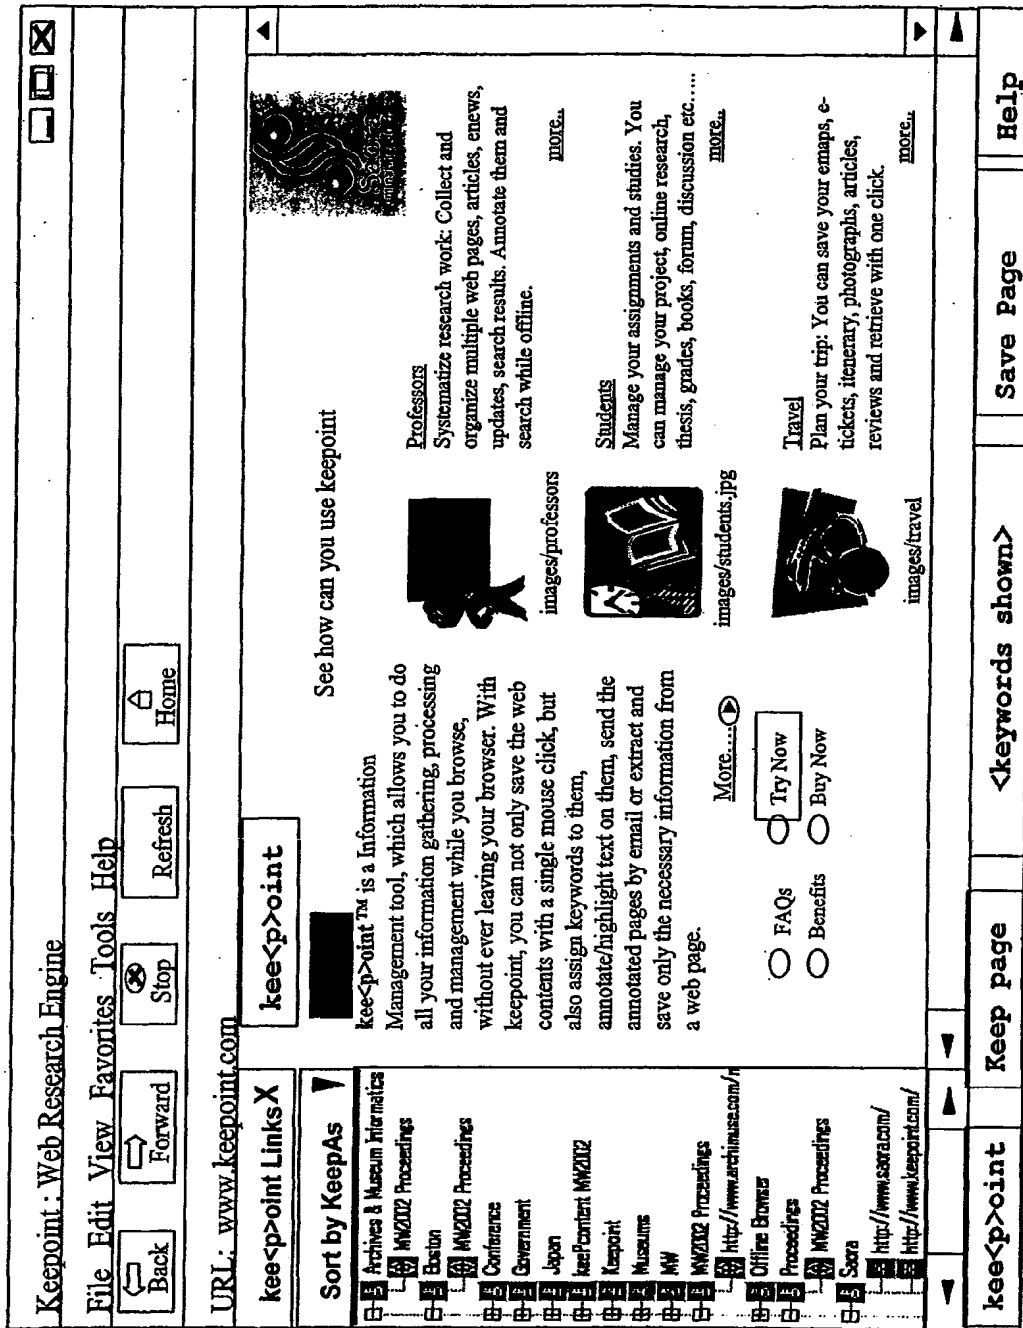 Keepoint : Web Research Engine
File Edit View Favorites Tools Help
Back
Forward
Stop
Refresh
Home
URL: www.keepoint.com
kee<p>oint Links X
Sort by KeepAs
Archives & Museum Informatics
MW2002 Proceedings
Boston
MW2002 Proceedings
Conference
Government
Japan
keePcontent MW2002
Keepoint
Museums
MW
MW2002 Proceedings
http://www.archimuse.com/
Offline Browser
Proceedings
MW2002 Proceedings
Saora
http://www.saora.com/
http://www.keepoint.com/
kee<p>oint
kee<p>oint ™ is a Information
Management tool, which allows you to do
all your information gathering, processing
and management while you browse,
without ever leaving your browser. With
keepoint, you can not only save the web
contents with a single mouse click, but
also assign keywords to them,
annotate/highlight text on them, send the
annotated pages by email or extract and
save only the necessary information from
a web page.
More.....
FAQs
Try Now
Benefits
Buy Now
See how can you use keepoint
images/professors
Professors
Systematize research work: Collect and
organize multiple web pages, articles, enews,
updates, search results. Annotate them and
search while offline.
more..
images/students.jpg
Students
Manage your assignments and studies. You
can manage your project, online research,
thesis, grades, books, forum, discussion etc.....
more..
images/travel
Travel
Plan your trip: You can save your emaps, e-
tickets, itenerary, photographs, articles,
reviews and retrieve with one click.
more..
kee<p>oint
Keep page
<keywords shown>
Save Page
Help